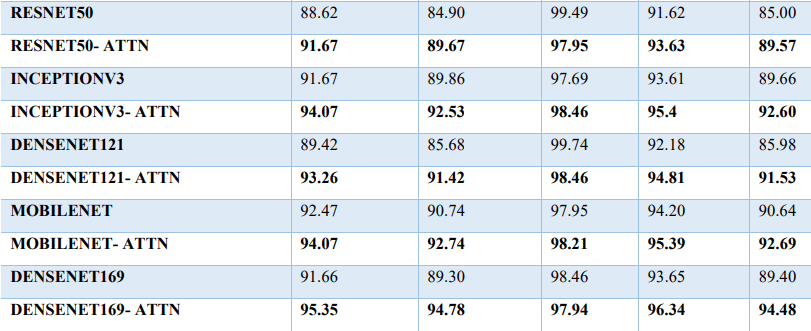 RESNET50 88.62 84.90 99.49 91.62 85.00
RESNET50- ATTN 91.67 89.67 97.95 93.63 89.57
INCEPTIONV3 91.67 89.86 97.69 93.61 89.66
INCEPTIONV3- ATTN 94.07 92.53 98.46 95.4 92.60
DENSENET121 89.42 85.68 99.74 92.18 85.98
DENSENET121- ATTN 93.26 91.42 98.46 94.81 91.53
MOBILENET 92.47 90.74 97.95 94.20 90.64
MOBILENET- ATTN 94.07 92.74 98.21 95.39 92.69
DENSENET169 91.66 89.30 98.46 93.65 89.40
DENSENET169- ATTN 95.35 94.78 97.94 96.34 94.48